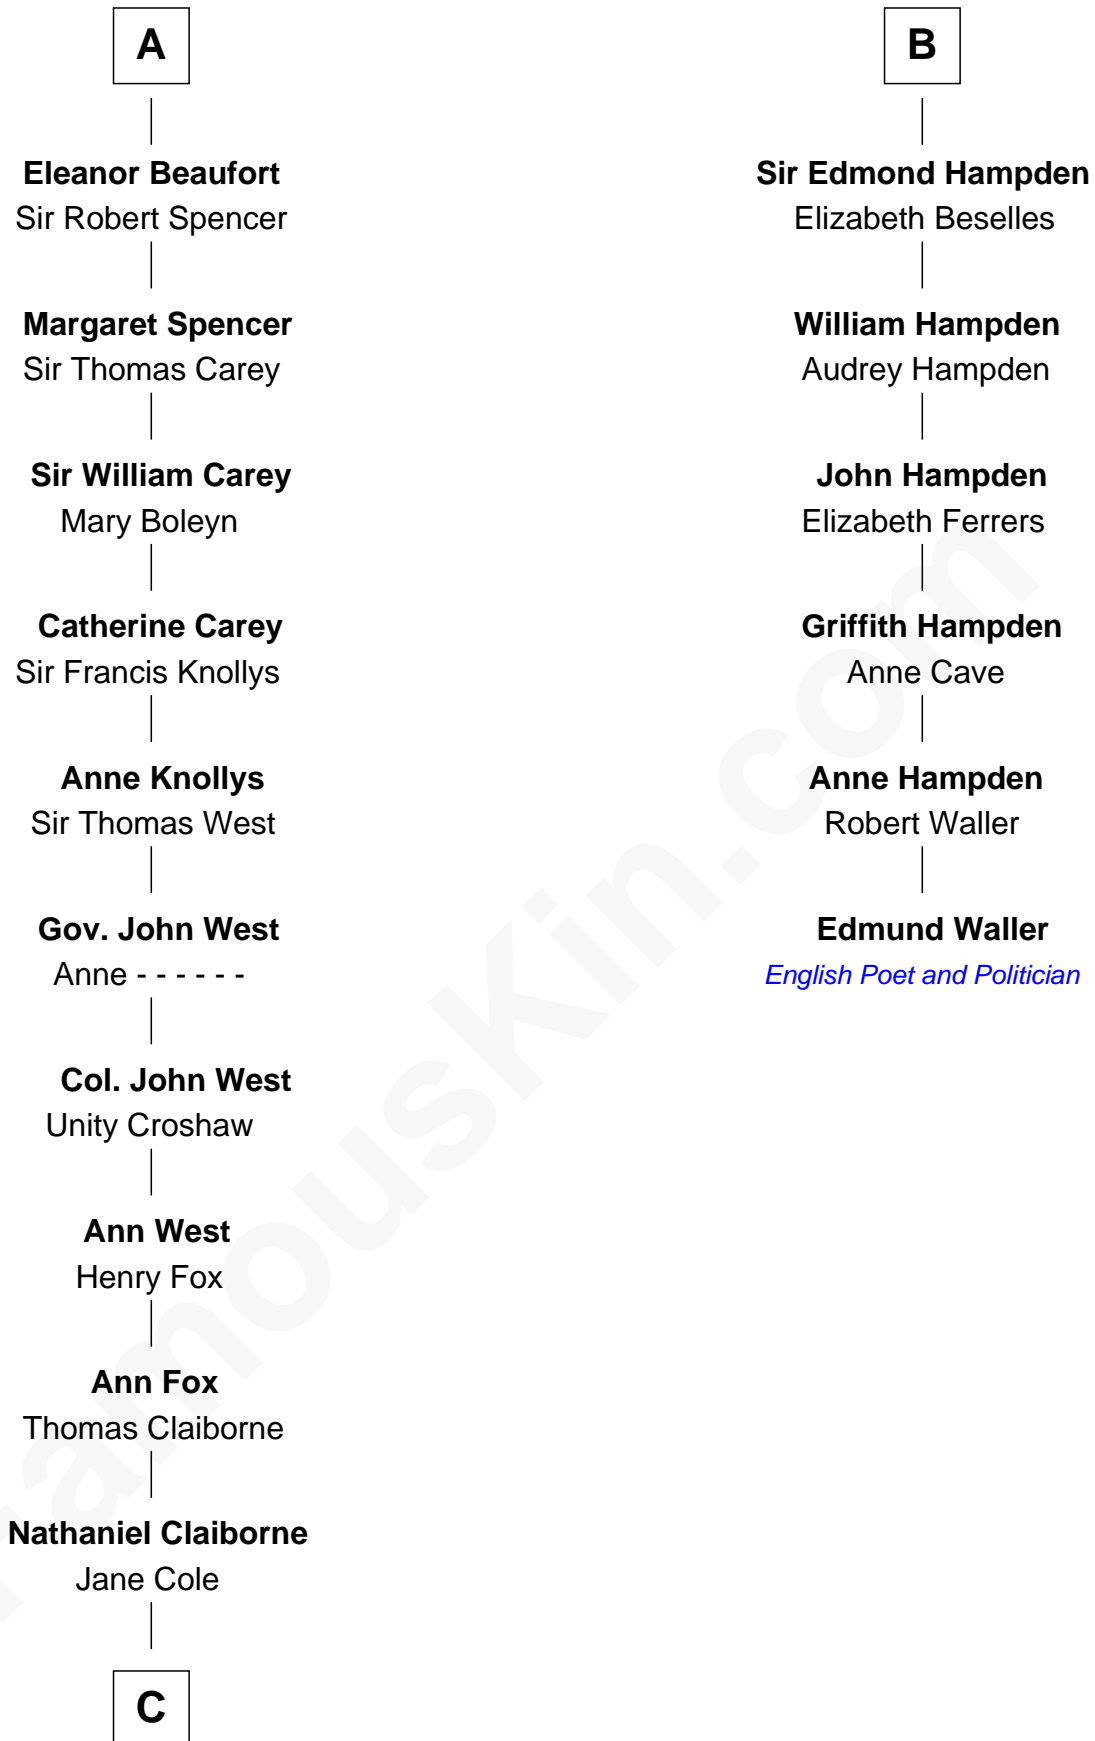 A
Eleanor Beaufort
Sir Robert Spencer
Margaret Spencer
Sir Thomas Carey
Sir William Carey
Mary Boleyn
Catherine Carey
Sir Francis Knollys
Anne Knollys
Sir Thomas West
Gov. John West
Anne - - - - - -
Col. John West
Unity Croshaw
Ann West
Henry Fox
Ann Fox
Thomas Claiborne
Nathaniel Claiborne
Jane Cole
C
B
Sir Edmond Hampden
Elizabeth Beselles
William Hampden
Audrey Hampden
John Hampden
Elizabeth Ferrers
Griffith Hampden
Anne Cave
Anne Hampden
Robert Waller
Edmund Waller
English Poet and Politician
FamousKin.com